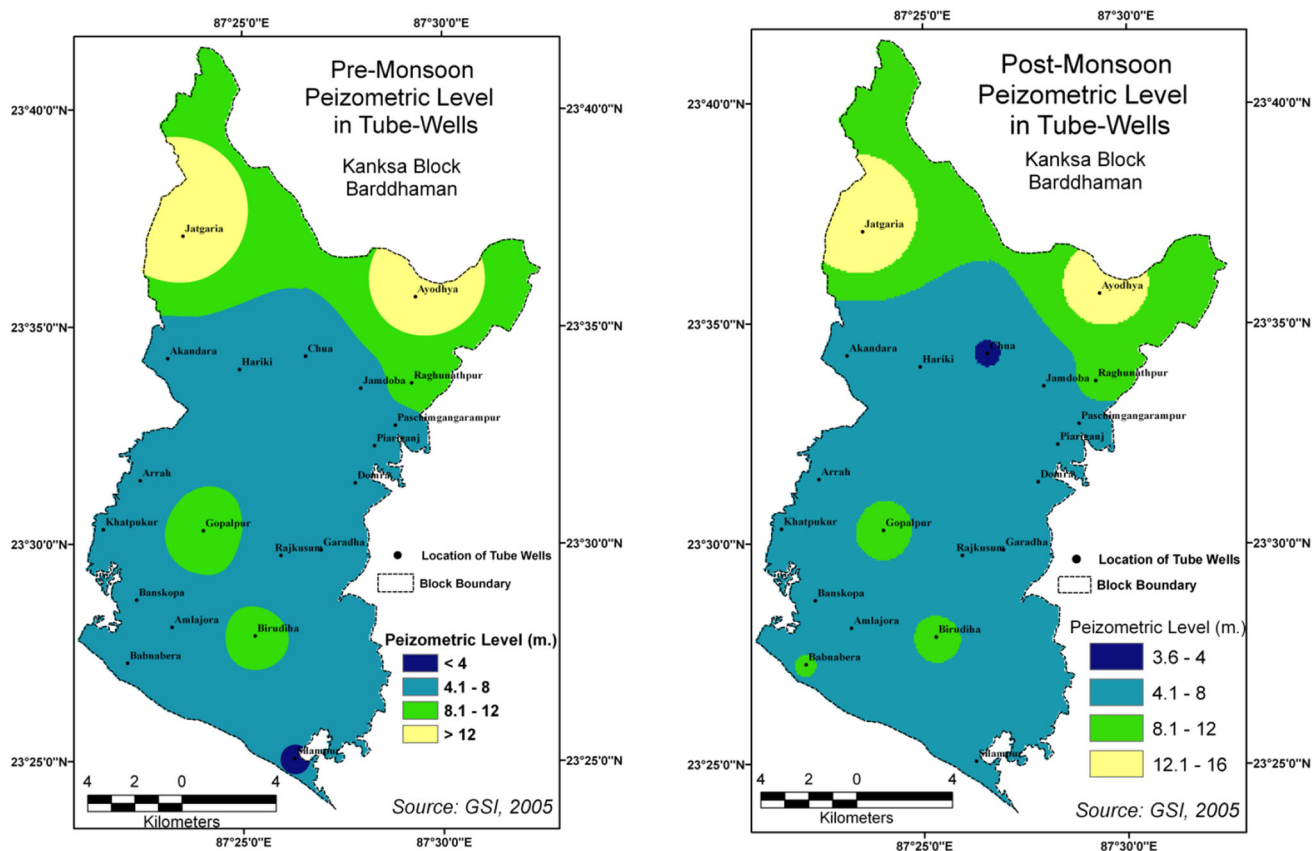 87°25'0"E
87°30'0"E
Pre-Monsoon
Peizometric Level
in Tube-Wells
Kanksa Block
Barddhaman
23°40'0"N
23°40'0"N
Jatgaria
Ayodhya
23°35'0"N
23°35'0"N
Akandara
Hariki
Chua
Jamdoba
Raghunathpur
Paschimgangarampur
Piariganj
Domra
Arrah
Khatpukur
Gopalpur
Rajkusum
Garadha
23°30'0"N
23°30'0"N
Location of Tube Wells
Block Boundary
Banskopa
Amlajora
Birudiha
Babnabera
Peizometric Level (m.)
< 4
4.1 - 8
8.1 - 12
> 12
Silampur
23°25'0"N
23°25'0"N
4 2 0 4
Kilometers
Source: GSI, 2005
87°25'0"E
87°30'0"E
87°25'0"E
87°30'0"E
Post-Monsoon
Peizometric Level
in Tube-Wells
Kanksa Block
Barddhaman
23°40'0"N
23°40'0"N
Jatgaria
Ayodhya
23°35'0"N
23°35'0"N
Akandara
Hariki
Chua
Jamdoba
Raghunathpur
Paschimgangarampur
Piariganj
Domra
Arrah
Khatpukur
Gopalpur
Rajkusum
Garadha
23°30'0"N
23°30'0"N
Location of Tube Wells
Block Boundary
Banskopa
Amlajora
Birudiha
Babnabera
Peizometric Level (m.)
3.6 - 4
4.1 - 8
8.1 - 12
12.1 - 16
Silampur
23°25'0"N
23°25'0"N
4 2 0 4
Kilometers
Source: GSI, 2005
87°25'0"E
87°30'0"E